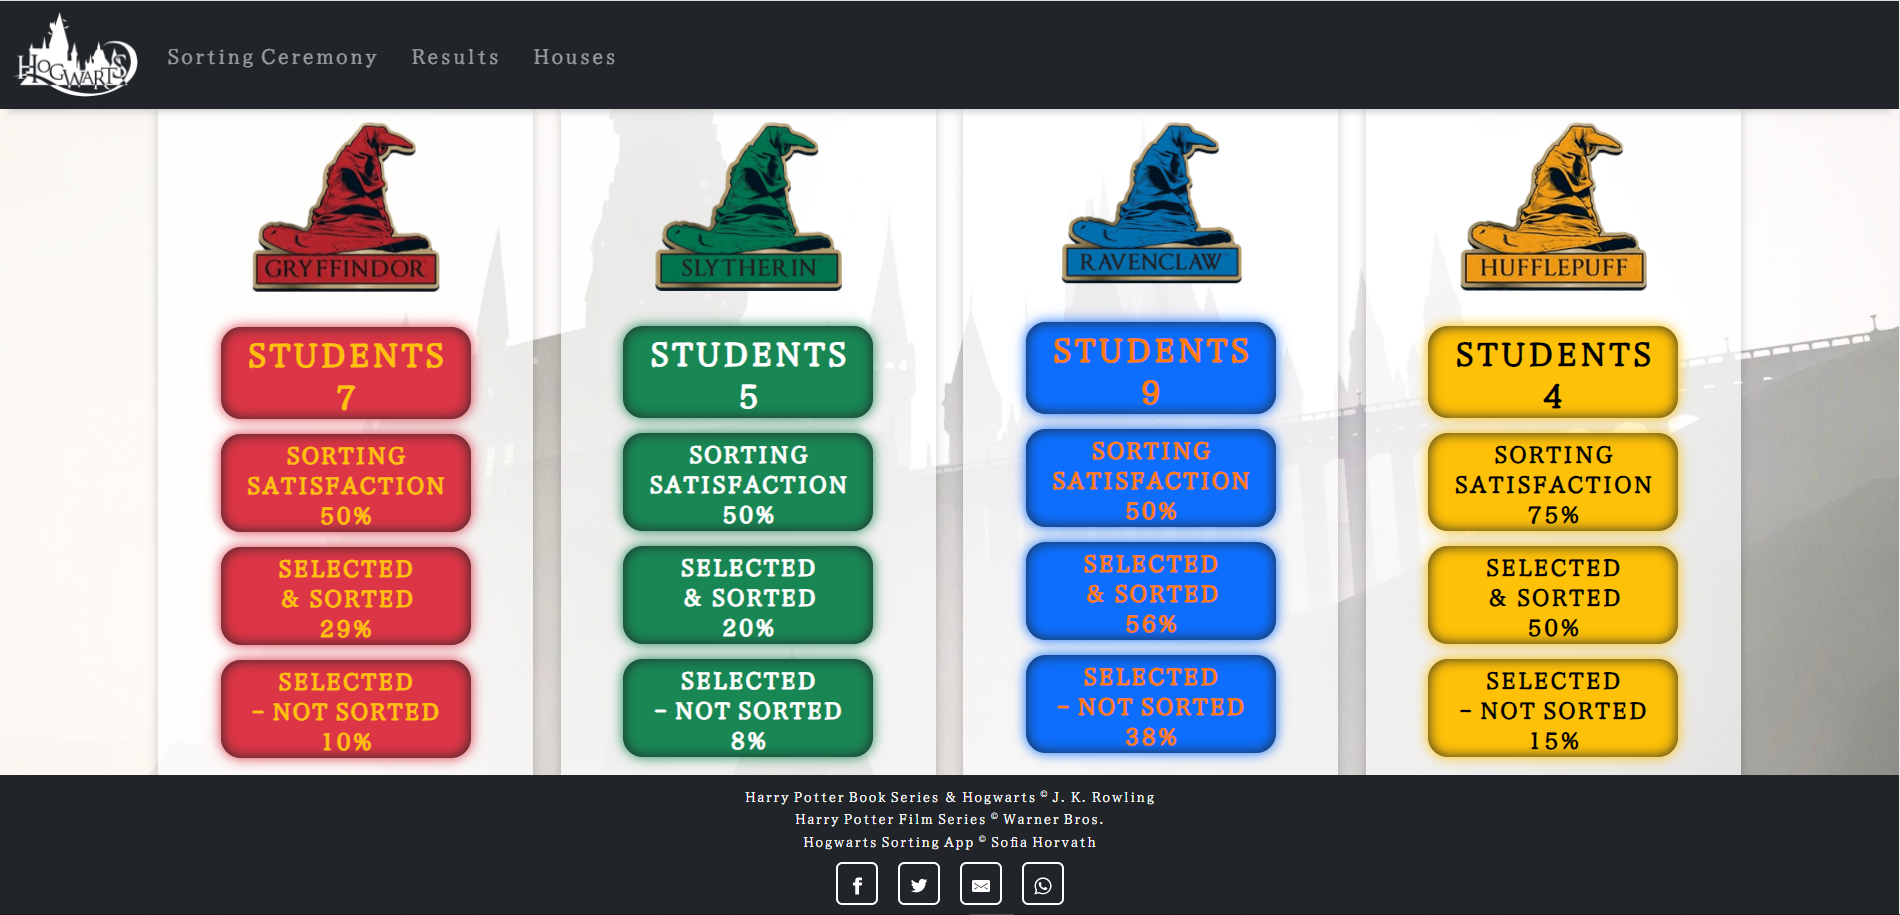 HOGWARTS
Sorting Ceremony
Results
Houses
GRYFFINDOR
STUDENTS
7
SORTING
SATISFACTION
50%
SELECTED
& SORTED
29%
SELECTED
- NOT SORTED
10%
SLYTHERIN
STUDENTS
5
SORTING
SATISFACTION
50%
SELECTED
& SORTED
20%
SELECTED
- NOT SORTED
8%
RAVENCLAW
STUDENTS
9
SORTING
SATISFACTION
50%
SELECTED
& SORTED
56%
SELECTED
- NOT SORTED
38%
HUFFLEPUFF
STUDENTS
4
SORTING
SATISFACTION
75%
SELECTED
& SORTED
50%
SELECTED
- NOT SORTED
15%
Harry Potter Book Series & Hogwarts © J. K. Rowling
Harry Potter Film Series © Warner Bros.
Hogwarts Sorting App © Sofia Horvath